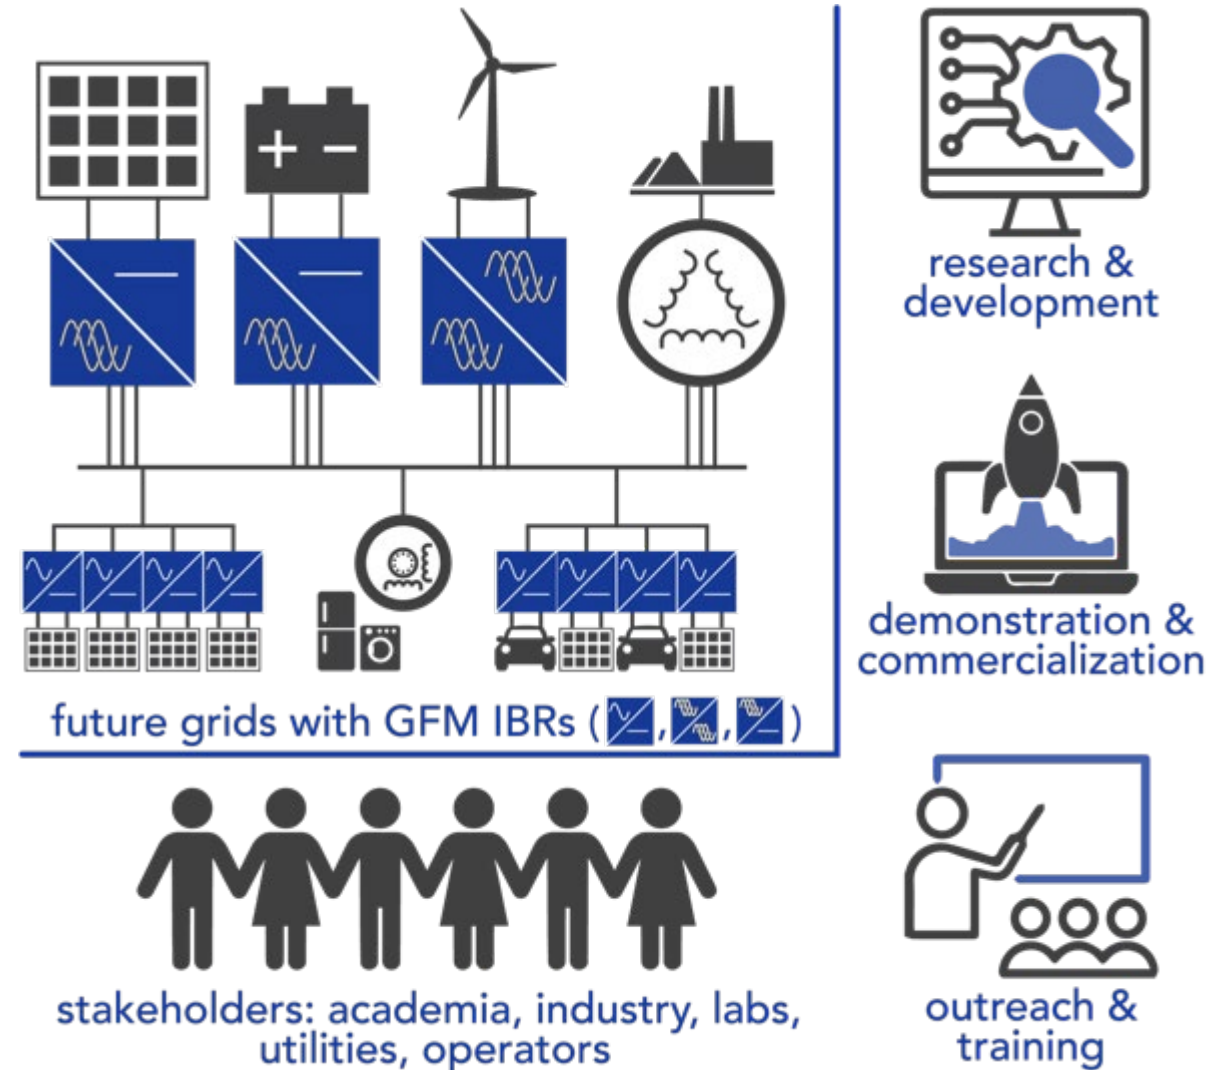 future grids with GFM IBRs ( , , )
stakeholders: academia, industry, labs,
utilities, operators
research &
development
demonstration &
commercialization
outreach &
training